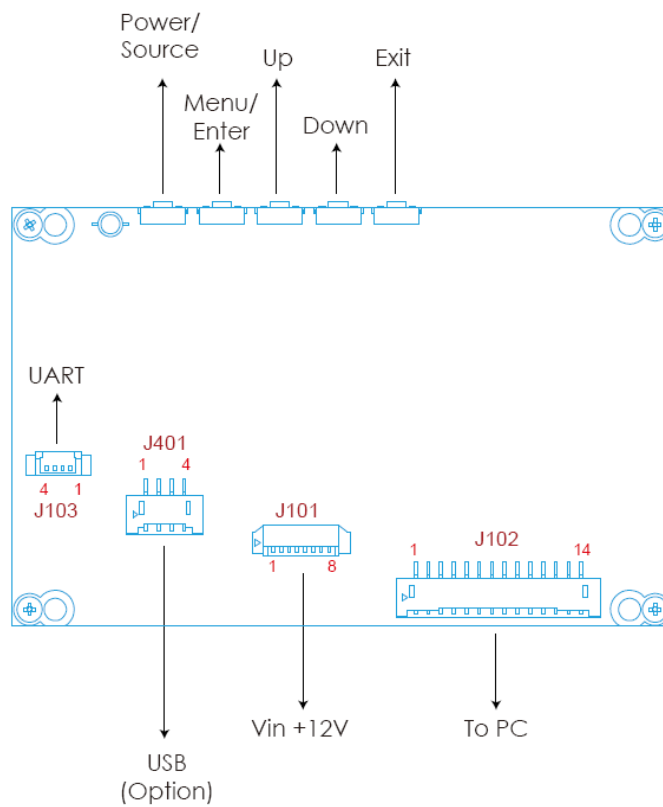 Power/
Source
Up
Exit
Menu/
Enter
Down
UART
J401
1 4
4 1
J103
J101
1 8
J102
1 14
Vin +12V
To PC
USB
(Option)